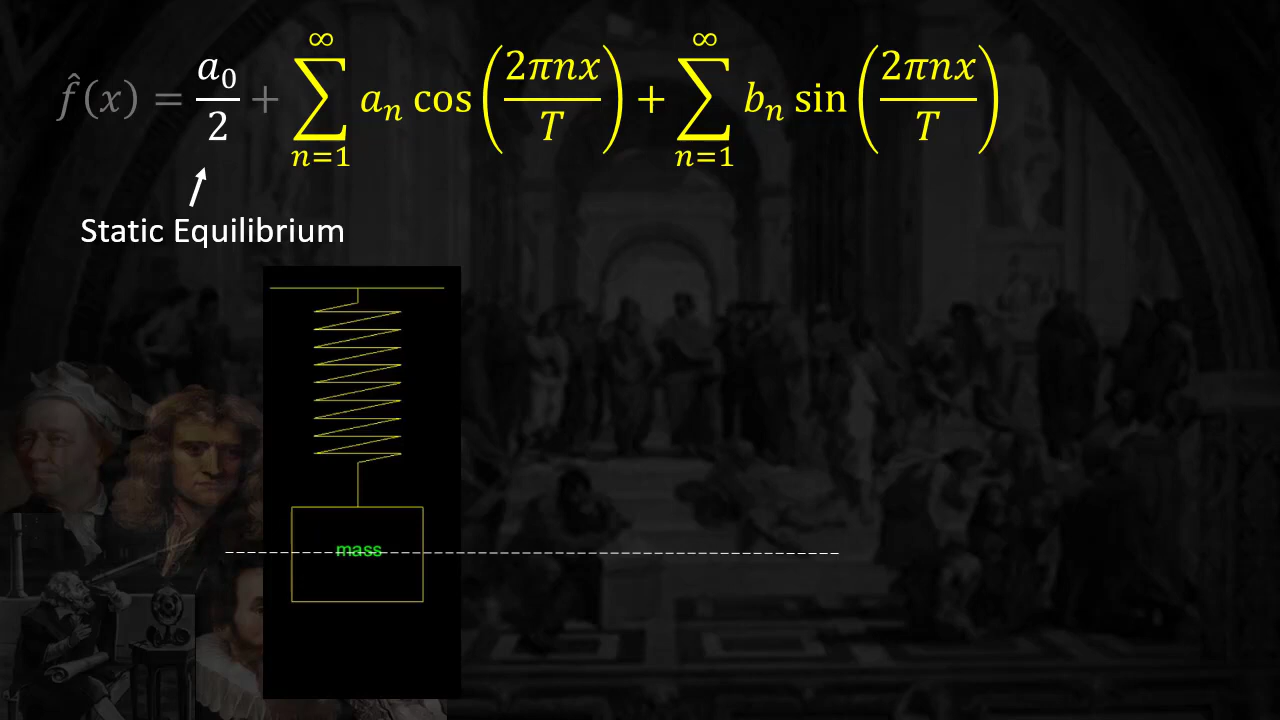 f̂(x) = a₀/2 + ∑_{n=1}^{∞} aₙ cos(2πnx/T) + ∑_{n=1}^{∞} bₙ sin(2πnx/T)
Static Equilibrium
mass